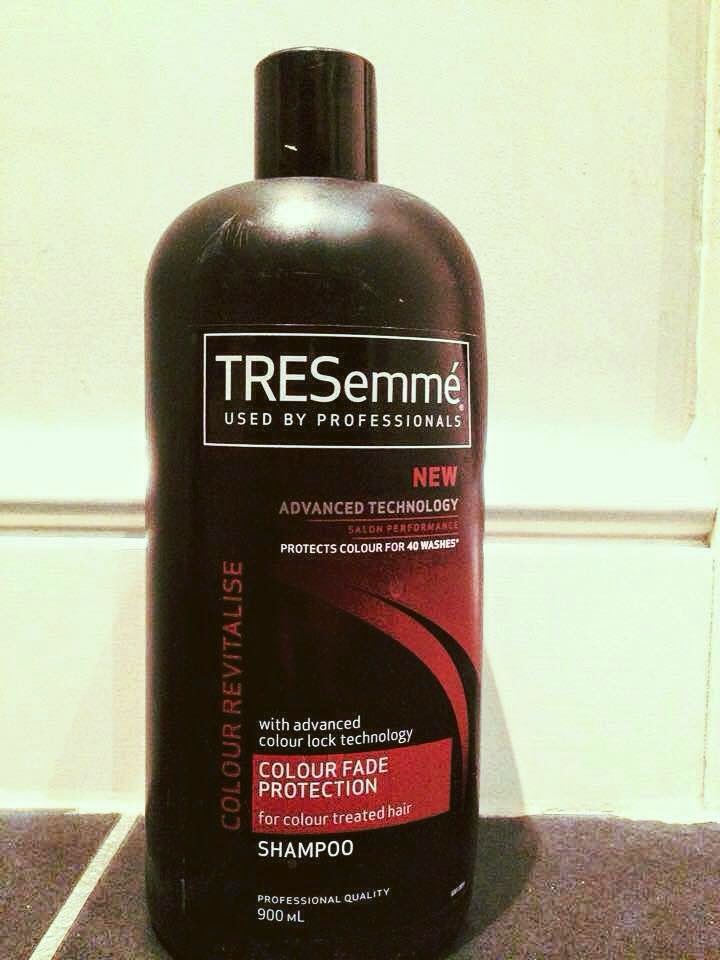 TRESemmé
USED BY PROFESSIONALS
NEW
ADVANCED TECHNOLOGY
SALON PERFORMANCE
PROTECTS COLOUR FOR 40 WASHES*
COLOUR REVITALISE
with advanced
colour lock technology
COLOUR FADE
PROTECTION
for colour treated hair
SHAMPOO
PROFESSIONAL QUALITY
900 ML